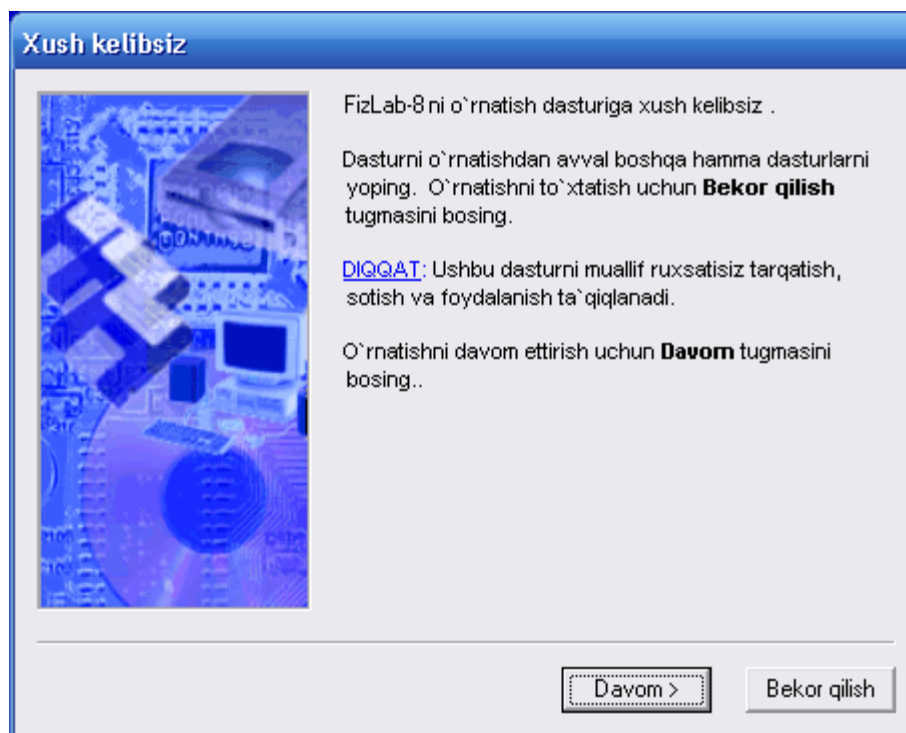 Xush kelibsiz
FizLab-8 ni o`rnatish dasturiga xush kelibsiz .
Dasturni o`rnatishdan avval boshqa hamma dasturlarni
yoping. O`rnatishni to`xtatish uchun Bekor qilish
tugmasini bosing.
DIQQAT: Ushbu dasturni muallif ruxsatisiz tarqatish,
sotish va foydalanish ta`qiqlanadi.
O`rnatishni davom ettirish uchun Davom tugmasini
bosing..
Davom >
Bekor qilish